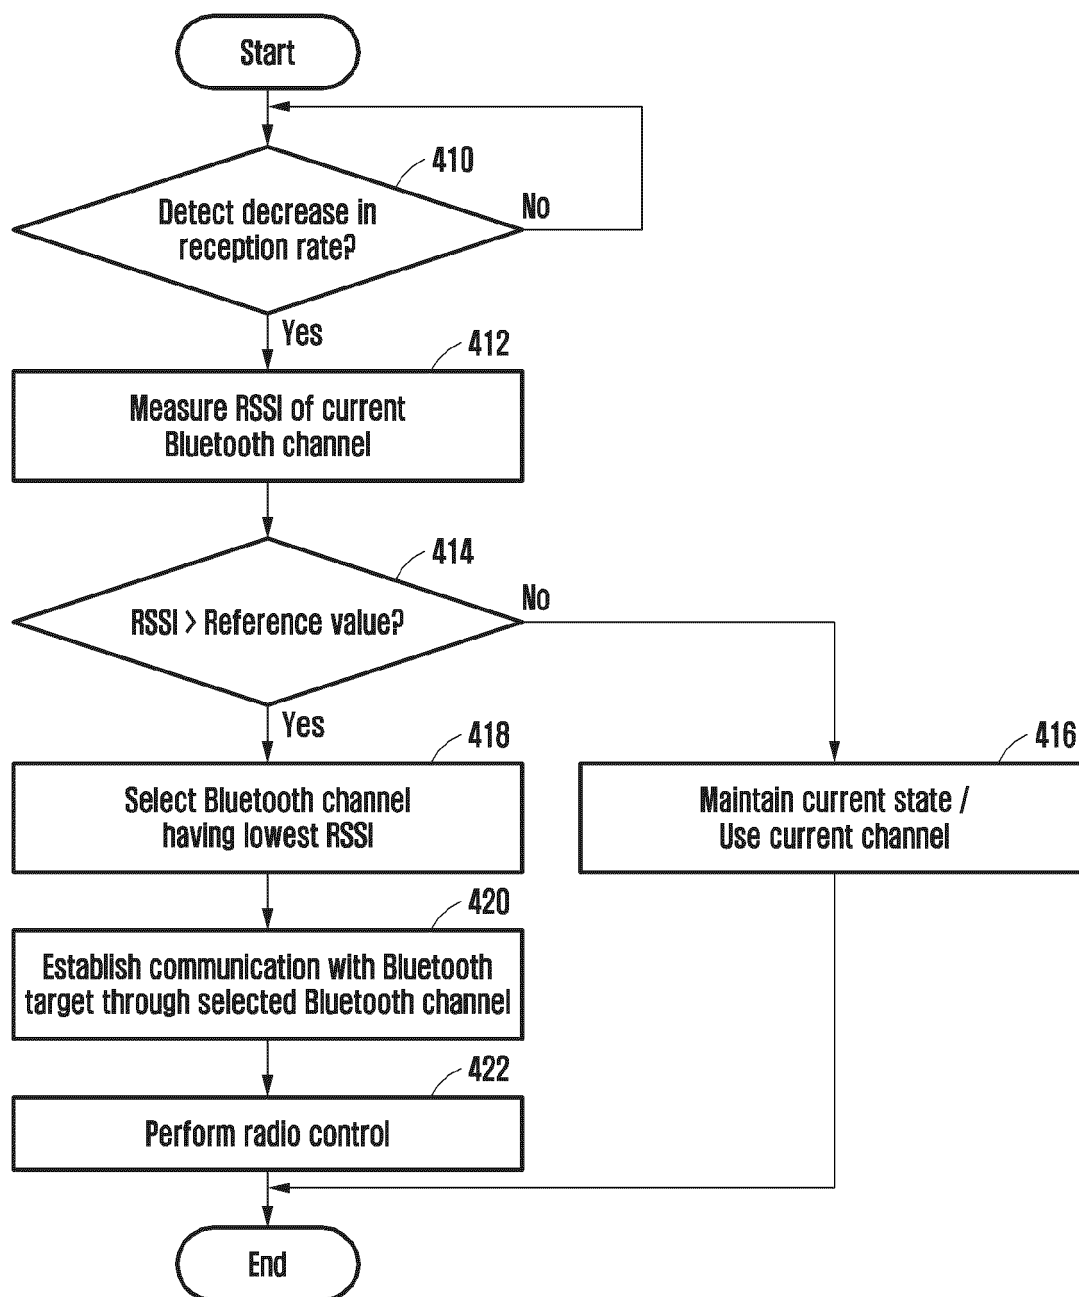 Start
410
Detect decrease in
reception rate?
No
Yes
412
Measure RSSI of current
Bluetooth channel
414
RSSI > Reference value?
No
Yes
418
Select Bluetooth channel
having lowest RSSI
416
Maintain current state /
Use current channel
420
Establish communication with Bluetooth
target through selected Bluetooth channel
422
Perform radio control
End